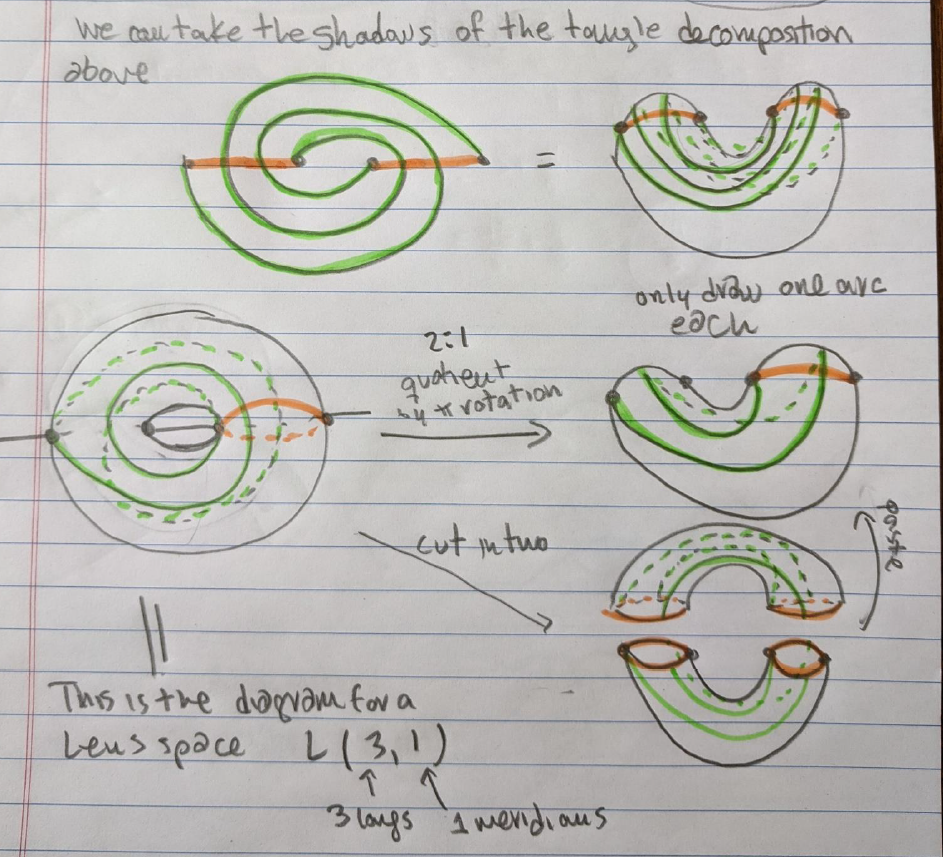 We can take the shadows of the tangle decomposition
above
=
only draw one arc
each
2:1
quotient
by π rotation
cut in two
paste
||
This is the diagram for a
Lens space L(3,1)
3 longs 1 meridians